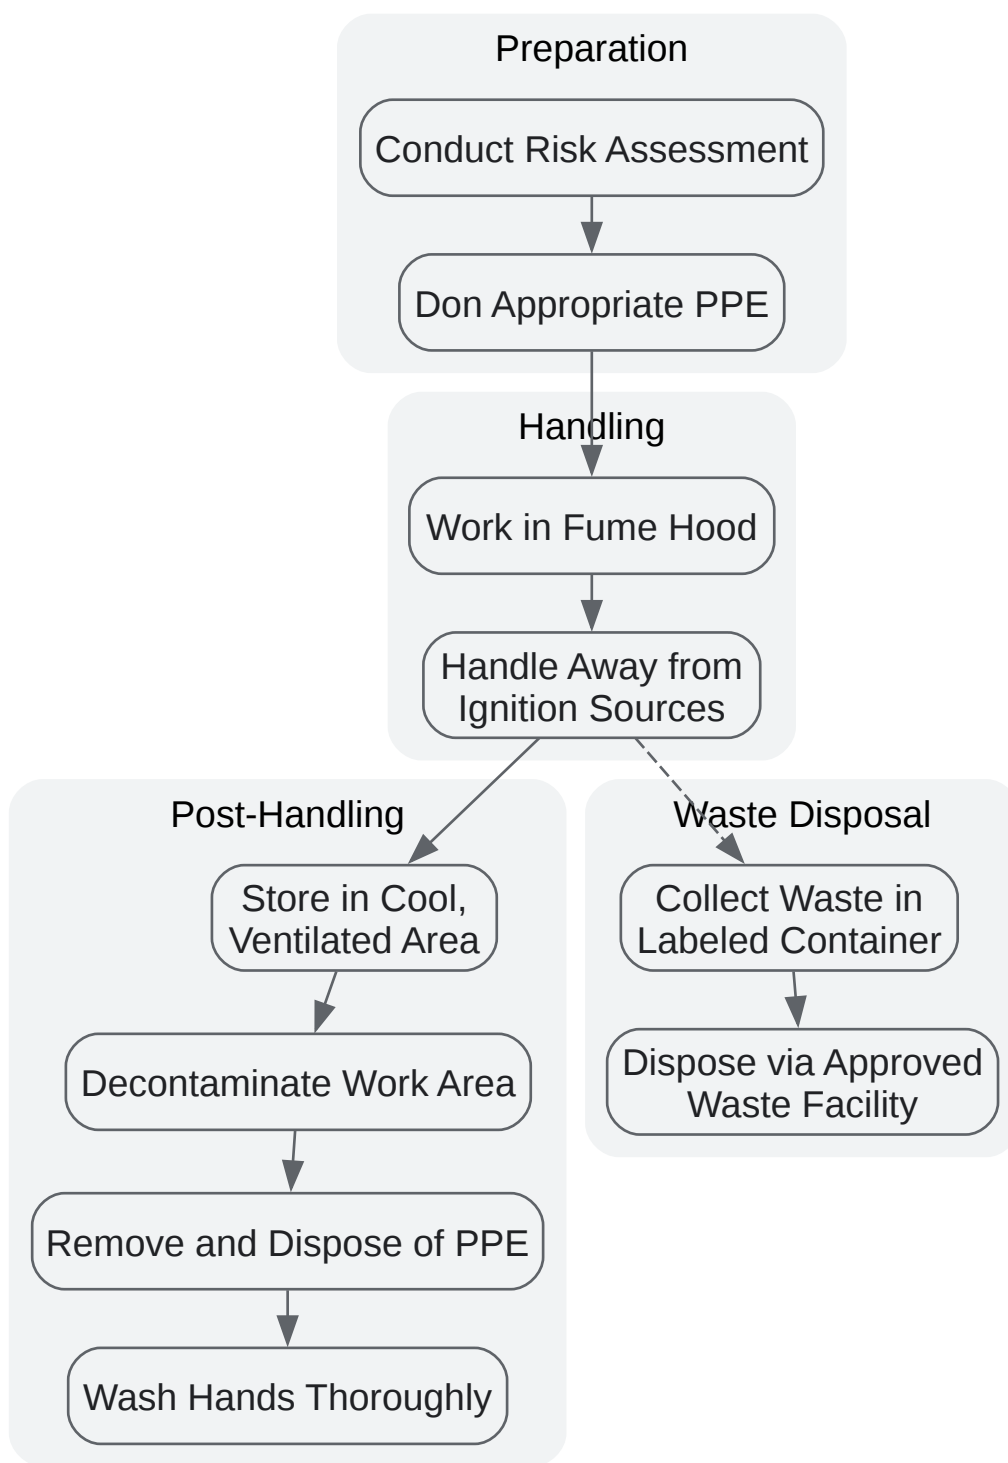 Preparation
Conduct Risk Assessment
Don Appropriate PPE
Handling
Work in Fume Hood
Handle Away from
Ignition Sources
Post-Handling
Store in Cool,
Ventilated Area
Decontaminate Work Area
Remove and Dispose of PPE
Wash Hands Thoroughly
Waste Disposal
Collect Waste in
Labeled Container
Dispose via Approved
Waste Facility